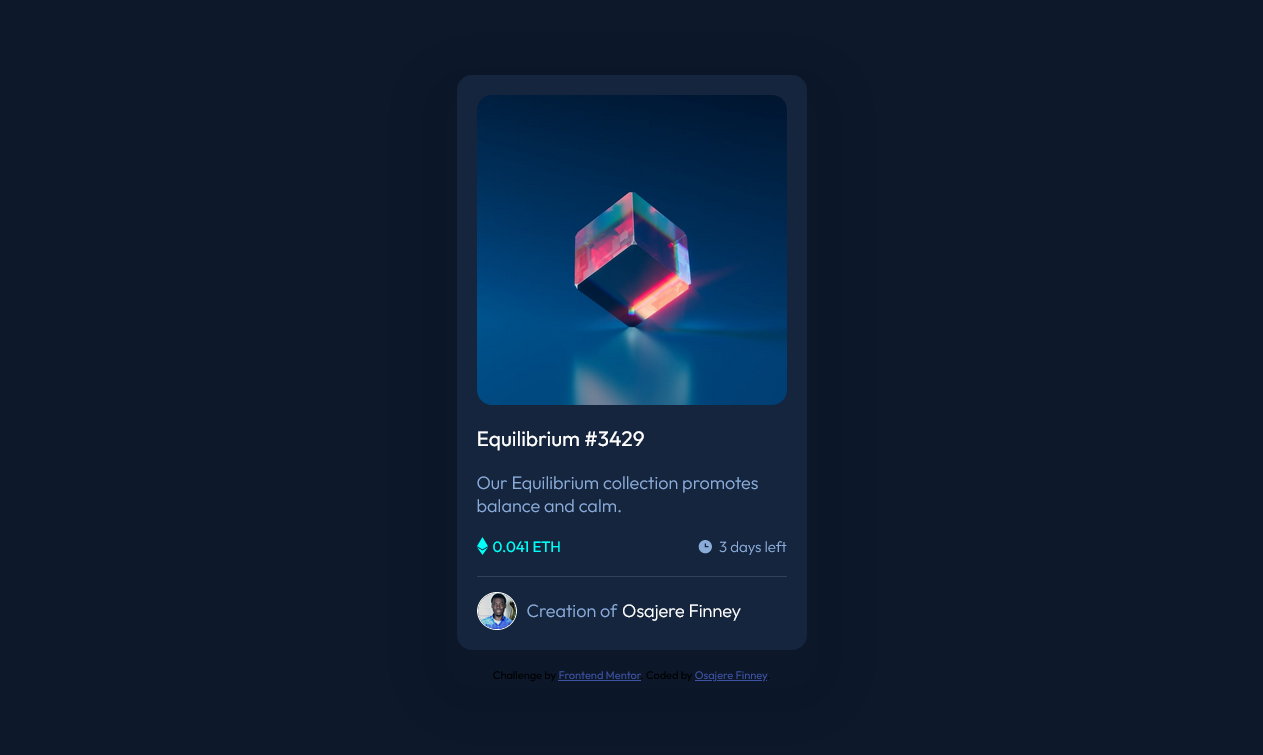 Equilibrium #3429
Our Equilibrium collection promotes
balance and calm.
0.041 ETH
3 days left
Creation of Osajere Finney
Challenge by Frontend Mentor. Coded by Osajere Finney.